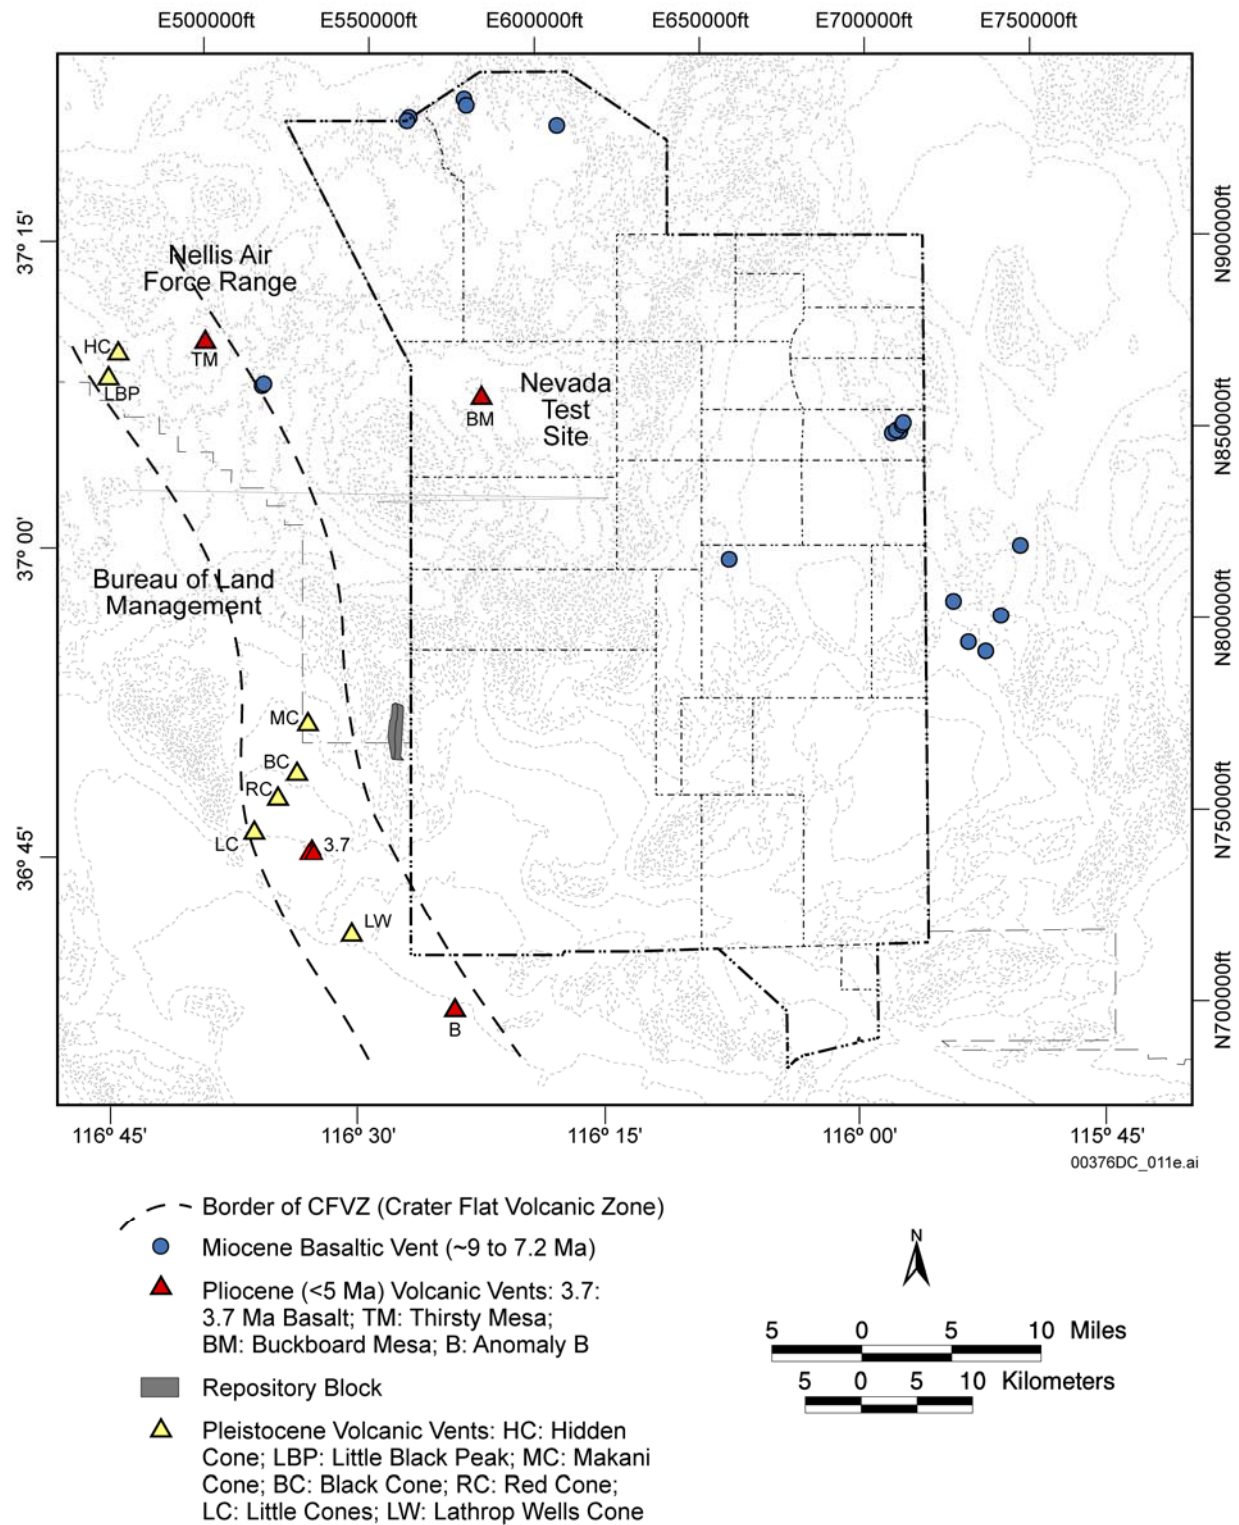 E500000ft E550000ft E600000ft E650000ft E700000ft E750000ft
37° 15'
37° 00'
36° 45'
N900000ft
N850000ft
N800000ft
N750000ft
N700000ft
Nellis Air
Force Range
HC
TM
LBP
BM
Nevada
Test
Site
Bureau of Land
Management
MC
BC
RC
LC
3.7
LW
B
116° 45' 116° 30' 116° 15' 116° 00' 115° 45'
00376DC_011e.ai
Border of CFVZ (Crater Flat Volcanic Zone)
Miocene Basaltic Vent (~9 to 7.2 Ma)
Pliocene (<5 Ma) Volcanic Vents: 3.7:
3.7 Ma Basalt; TM: Thirsty Mesa;
BM: Buckboard Mesa; B: Anomaly B
Repository Block
Pleistocene Volcanic Vents: HC: Hidden
Cone; LBP: Little Black Peak; MC: Makani
Cone; BC: Black Cone; RC: Red Cone;
LC: Little Cones; LW: Lathrop Wells Cone
N
5 0 5 10 Miles
5 0 5 10 Kilometers